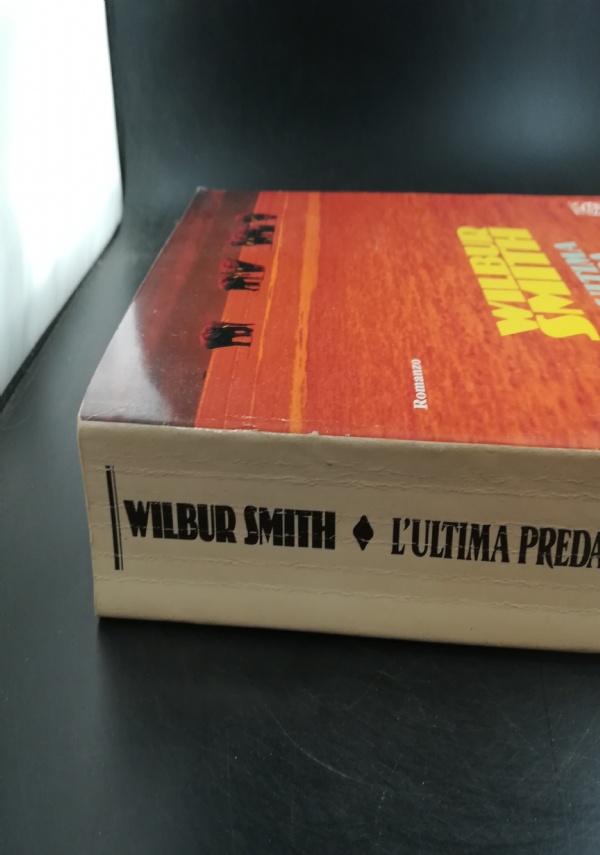 WILBUR
SMITH
Romanzo
WILBUR SMITH ♦ L'ULTIMA PREDA